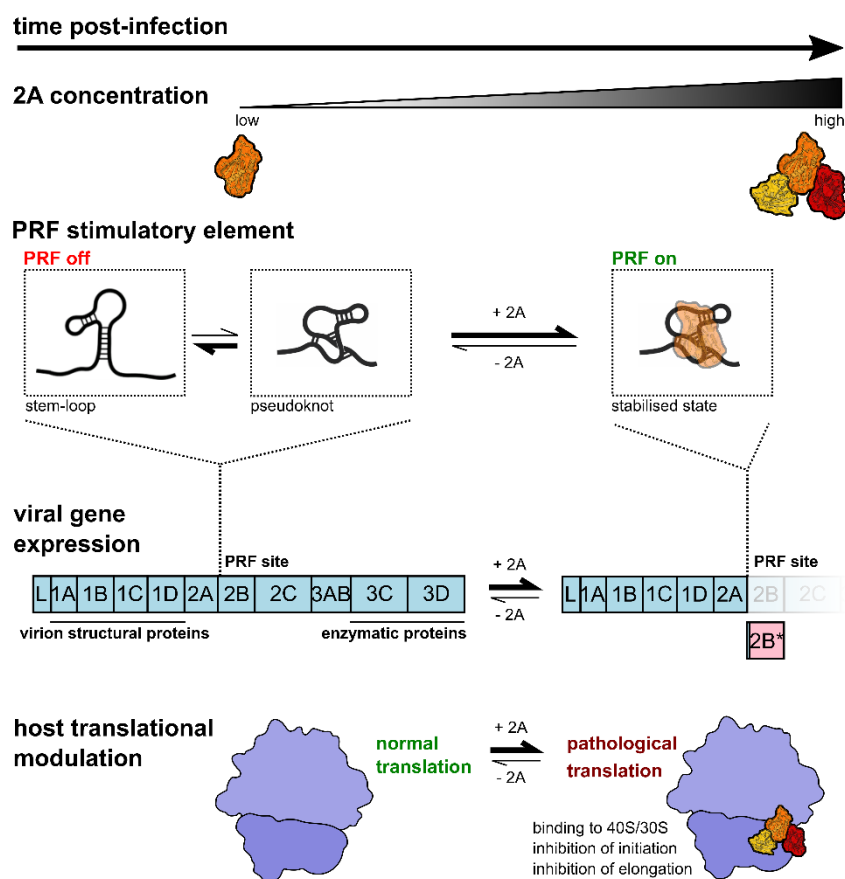 time post-infection
2A concentration
low
high
PRF stimulatory element
PRF off
PRF on
+ 2A
- 2A
stem-loop
pseudoknot
stabilised state
viral gene
expression
PRF site
PRF site
L 1A 1B 1C 1D 2A 2B 2C 3AB 3C 3D
+ 2A
- 2A
L 1A 1B 1C 1D 2A 2B 2C
virion structural proteins
enzymatic proteins
2B*
host translational
modulation
normal
translation
+ 2A
- 2A
pathological
translation
binding to 40S/30S
inhibition of initiation
inhibition of elongation